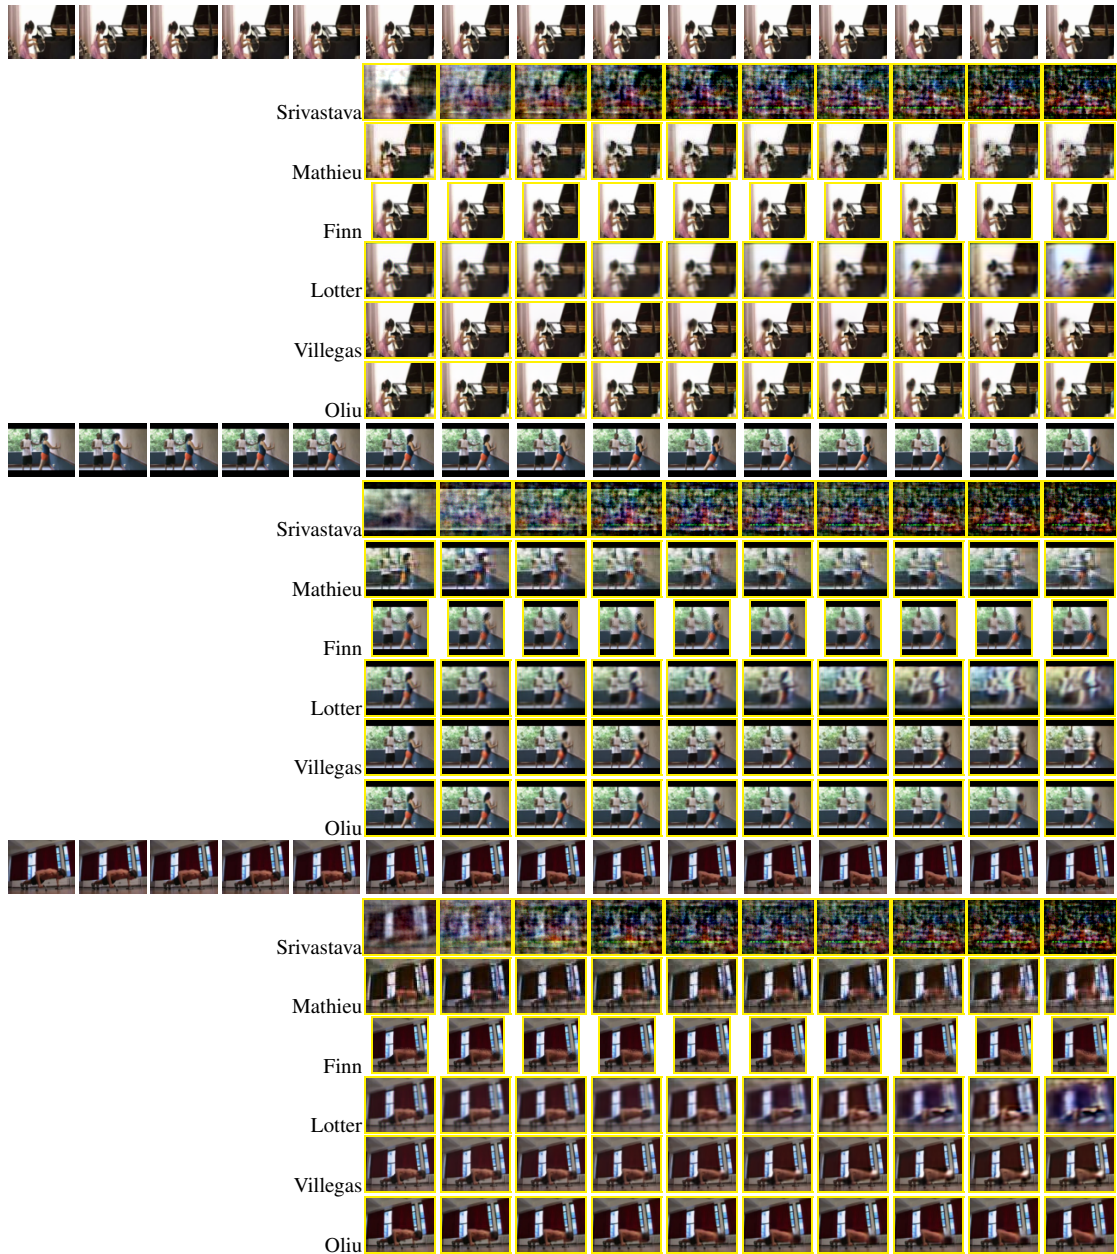 Srivastava
Mathieu
Finn
Lotter
Villegas
Oliu
Srivastava
Mathieu
Finn
Lotter
Villegas
Oliu
Srivastava
Mathieu
Finn
Lotter
Villegas
Oliu